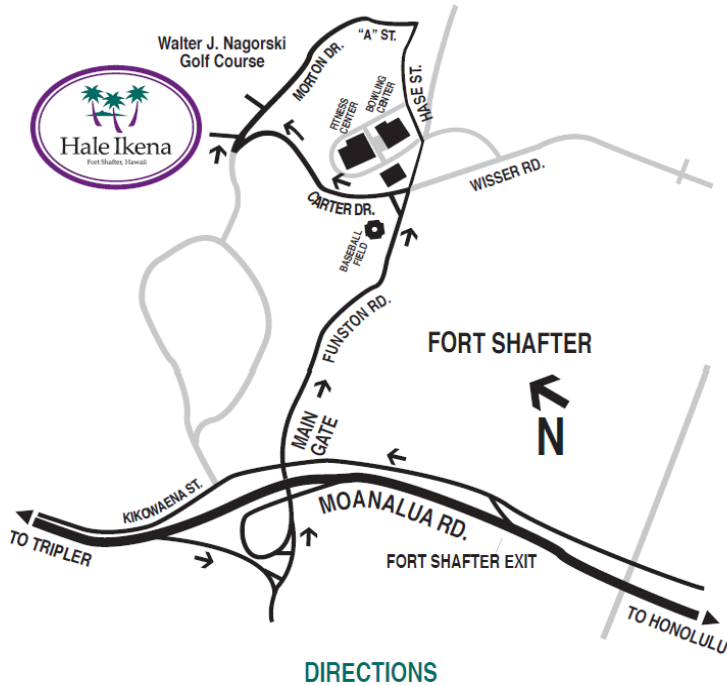 Walter J. Nagorski
Golf Course
MORTON DR.
"A" ST.
HASE ST.
FITNESS
CENTER
BOWLING
CENTER
Hale Ikena
Fort Shafter, Hawaii
WISSER RD.
CARTER DR.
BASEBALL
FIELD
FUNSTON RD.
FORT SHAFTER
N
MAIN
GATE
KIKOWAENA ST.
MOANALUA RD.
TO TRIPLER
FORT SHAFTER EXIT
TO HONOLULU
DIRECTIONS